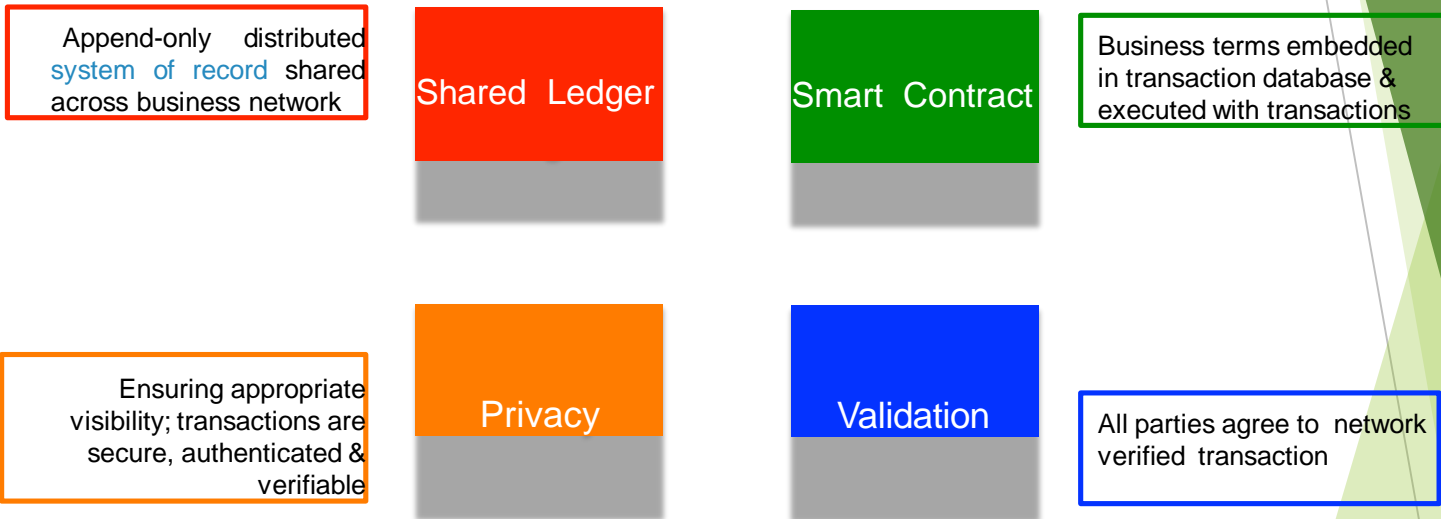 Append-only distributed
system of record shared
across business network
Shared Ledger
Smart Contract
Business terms embedded
in transaction database &
executed with transactions
Ensuring appropriate
visibility; transactions are
secure, authenticated &
verifiable
Privacy
Validation
All parties agree to network
verified transaction